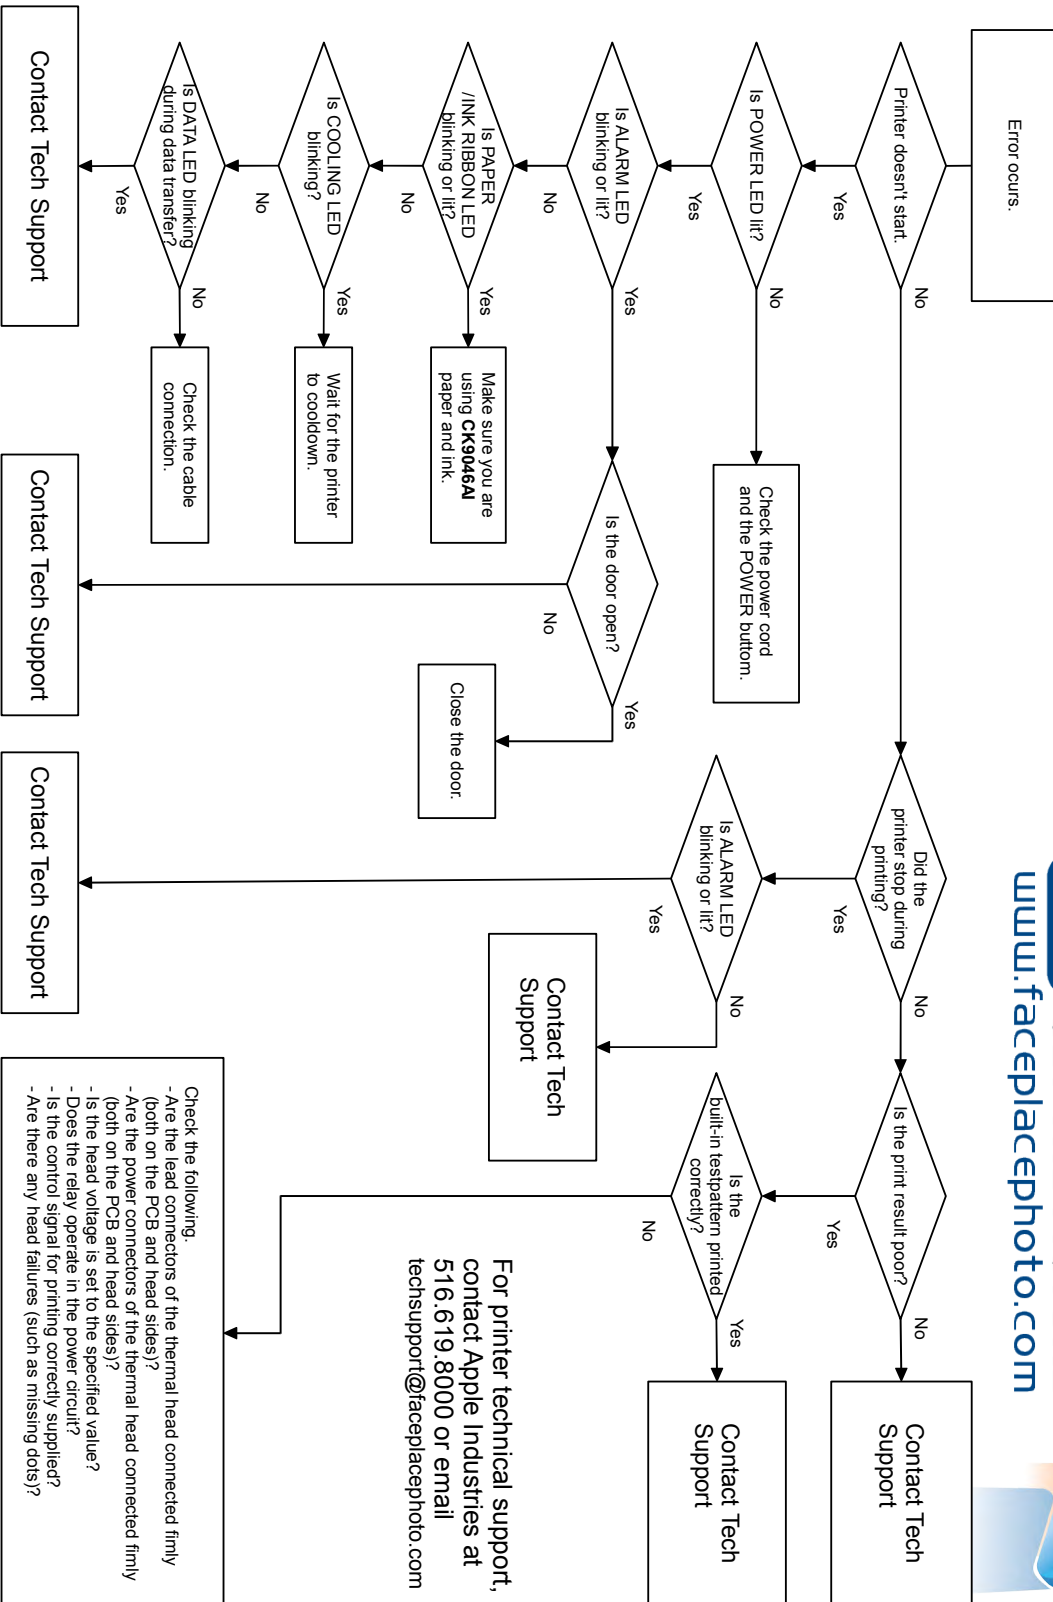 www.faceplacephoto.com
Error ocurs.
Printer doesn't start.
No
Yes
Did the
printer stop during
printing?
No
Yes
Is the print result poor?
No
Yes
Contact Tech
Support
Is POWER LED lit?
No
Yes
Check the power cord
and the POWER buttom.
Is ALARM LED
blinking or lit?
No
Yes
Is the
built-in testpattern printed
correctly?
Yes
No
Contact Tech
Support
Is ALARM LED
blinking or lit?
Yes
No
Is the door open?
Yes
No
Contact Tech
Support
Is PAPER
/INK RIBBON LED
blinking or lit?
Yes
No
Make sure you are
using CK9046AI
paper and ink.
Close the door.
For printer technical support,
contact Apple Industries at
516.619.8000 or email
techsupport@faceplacephoto.com
Is COOLING LED
blinking?
Yes
No
Wait for the printer
to cooldown.
Is DATA LED blinking
during data transfer?
No
Yes
Check the cable
connection.
Check the following.
- Are the lead connectors of the thermal head connected fimly
(both on the PCB and head sides)?
- Are the power connectors of the thermal head connected fimly
(both on the PCB and head sides)?
- Is the head voltage is set to the specified value?
- Does the relay operate in the power circuit?
- Is the control signal for printing correctly supplied?
- Are there any head failures (such as missing dots)?
Contact Tech Support
Contact Tech Support
Contact Tech Support